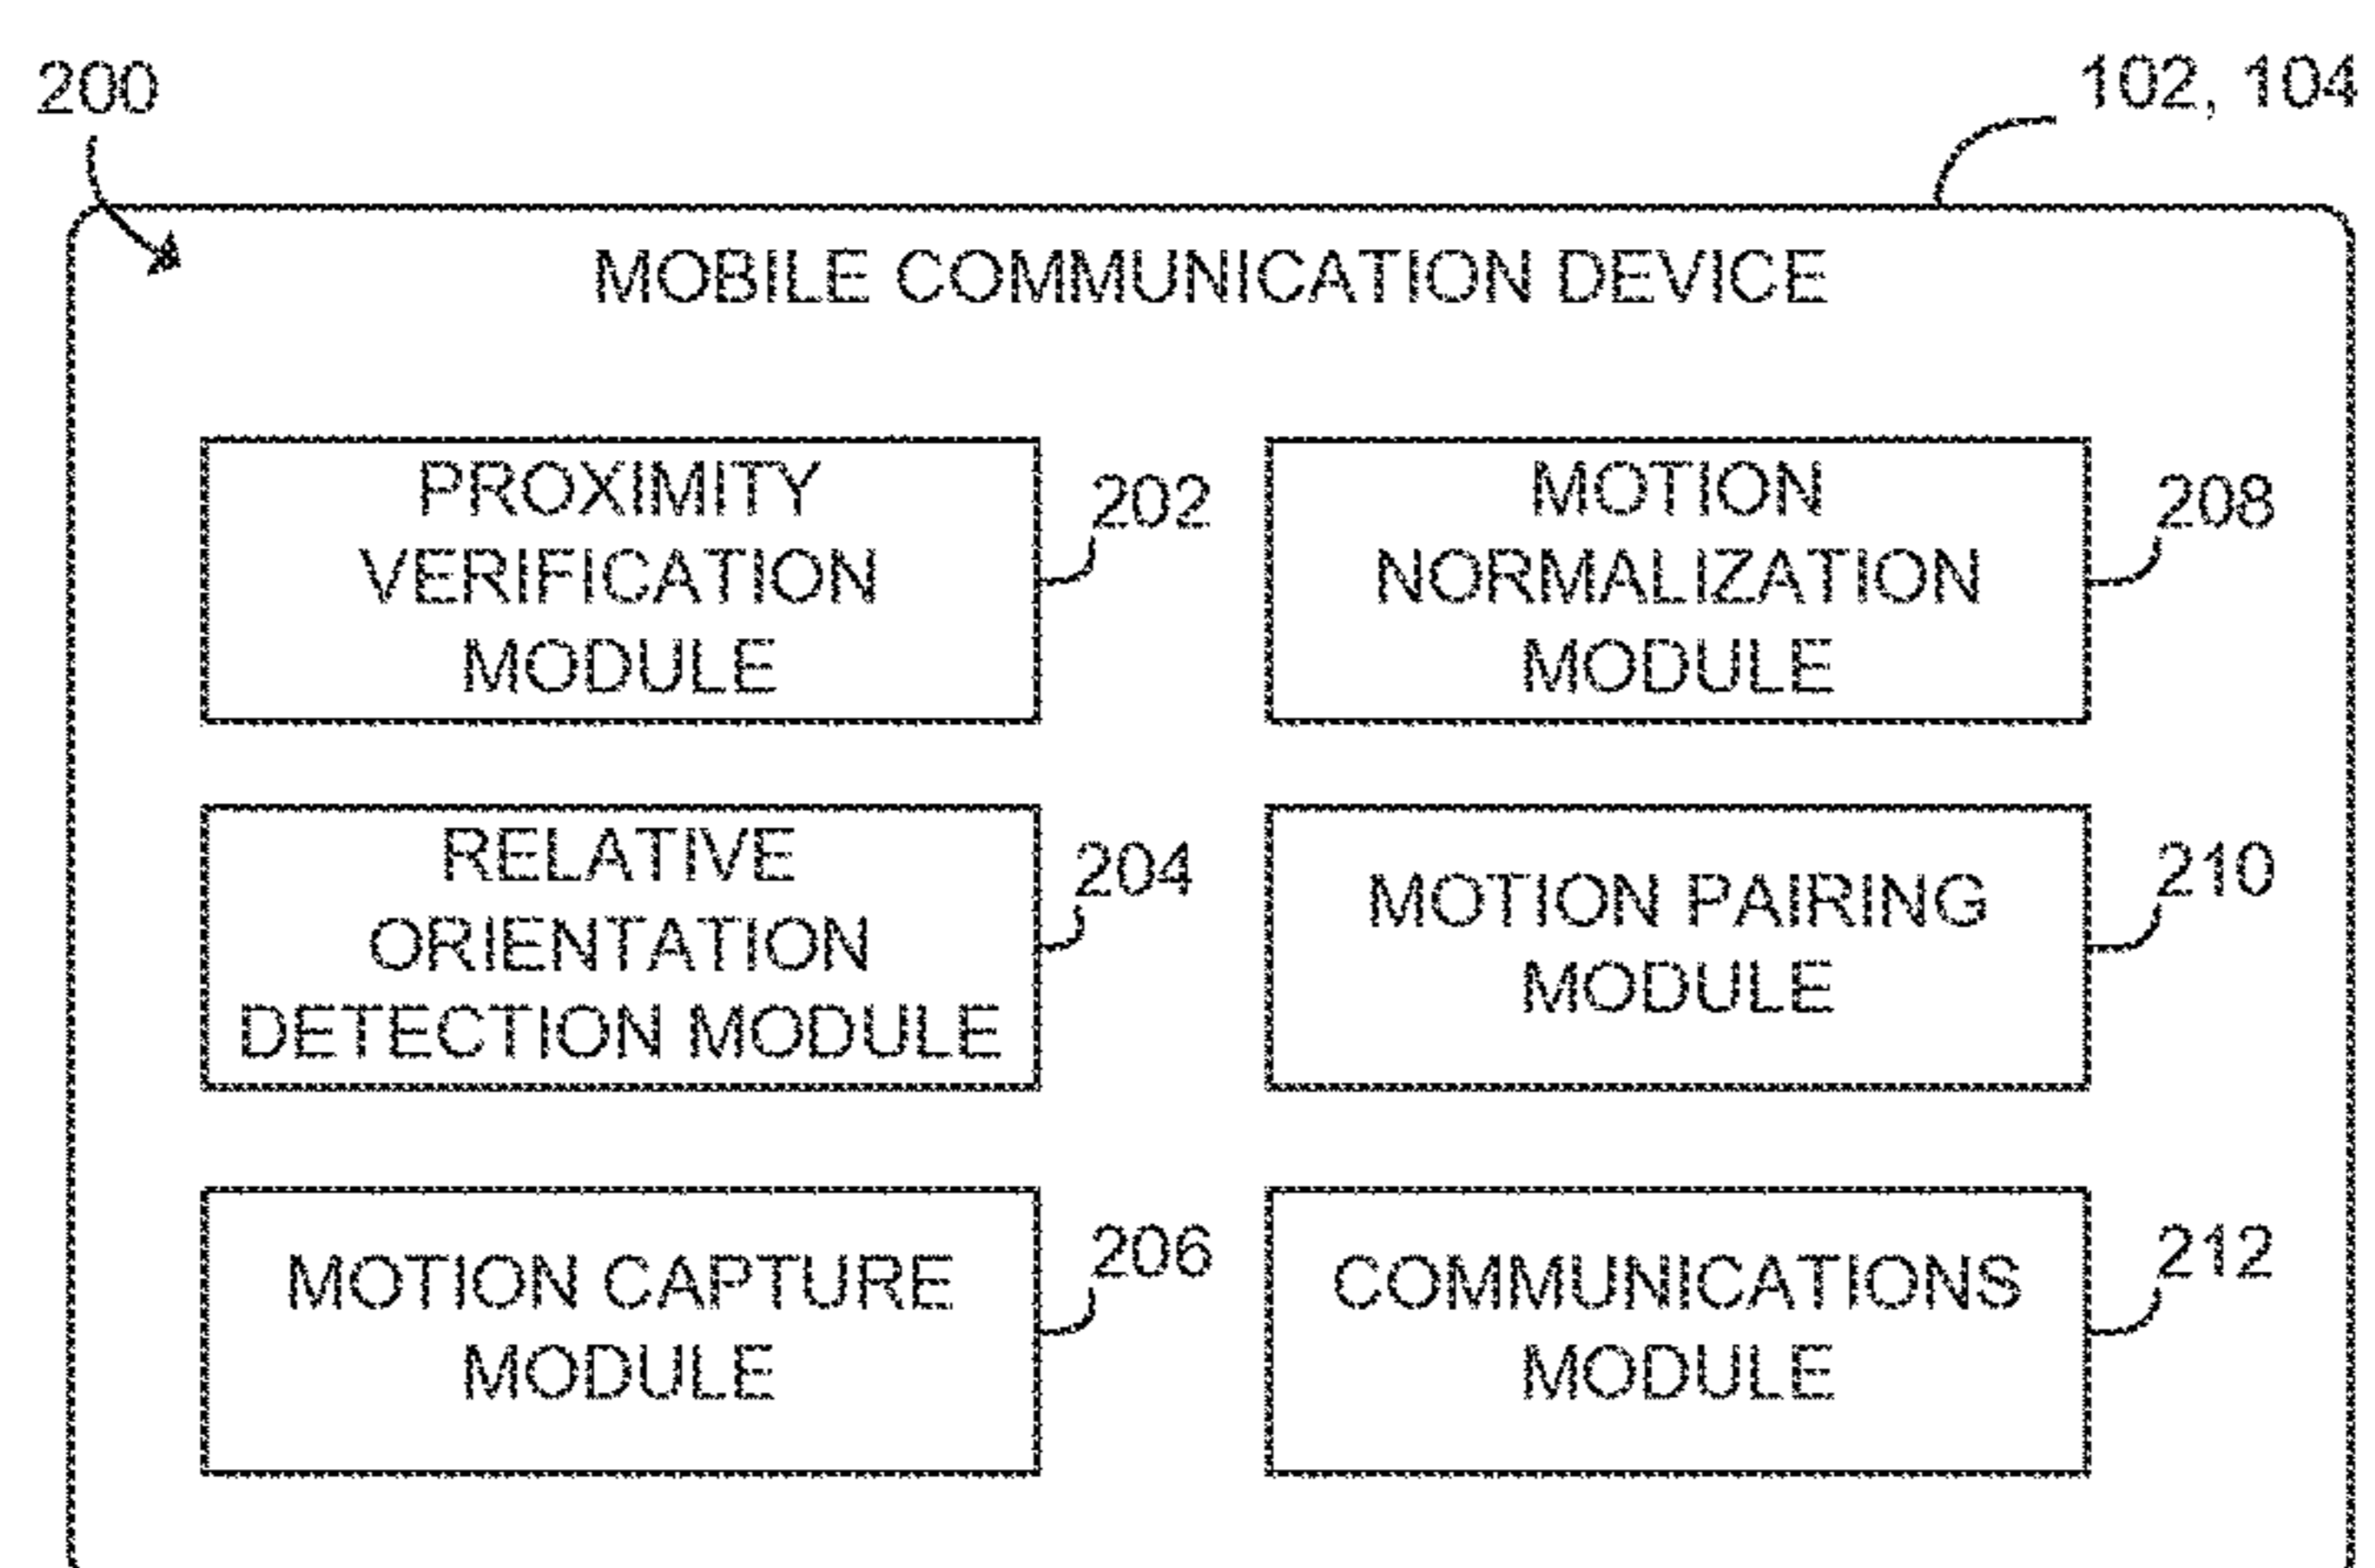 200
102, 104
MOBILE COMMUNICATION DEVICE
PROXIMITY
VERIFICATION
MODULE
202
MOTION
NORMALIZATION
MODULE
208
RELATIVE
ORIENTATION
DETECTION MODULE
204
MOTION PAIRING
MODULE
210
MOTION CAPTURE
MODULE
206
COMMUNICATIONS
MODULE
212